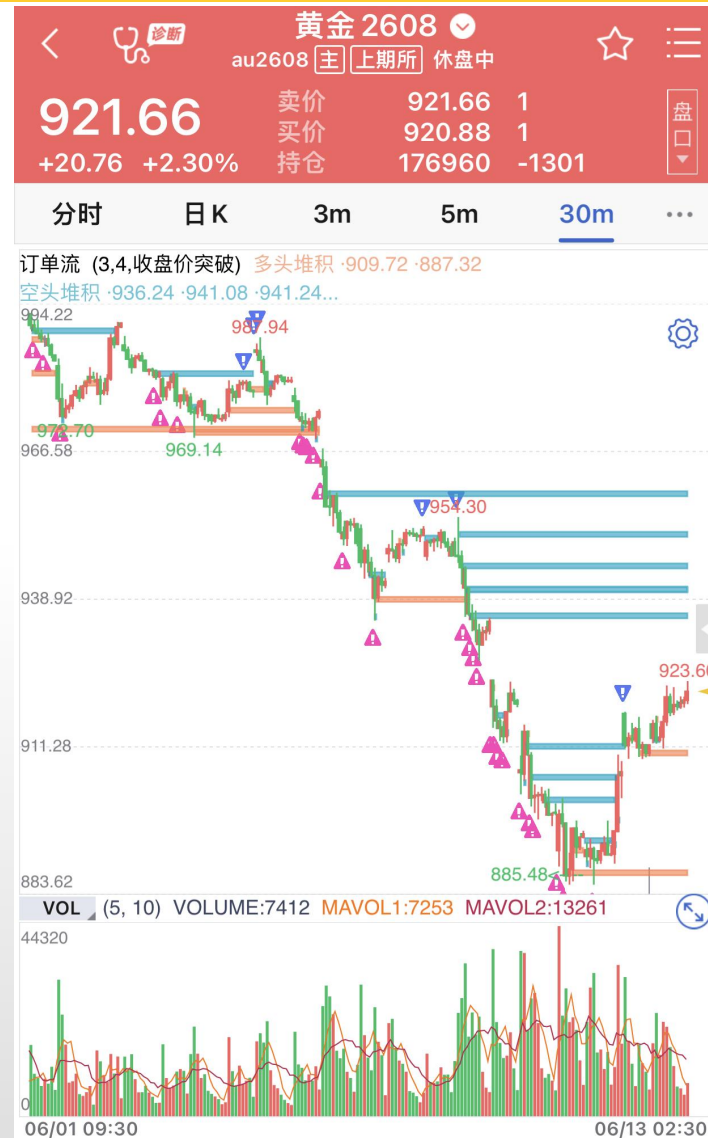 诊断
黄金2608
au2608 主 上期所 休盘中
921.66
+20.76 +2.30%
卖价 921.66 1
买价 920.88 1
持仓 176960 -1301
盘口
分时 日K 3m 5m 30m
订单流 (3,4,收盘价突破) 多头堆积 ·909.72 ·887.32
空头堆积 ·936.24 ·941.08 ·941.24...
994.22
987.94
972.70
969.14
966.58
954.30
938.92
923.60
911.28
885.48
883.62
VOL (5, 10) VOLUME:7412 MAVOL1:7253 MAVOL2:13261
44320
0
06/01 09:30 06/13 02:30